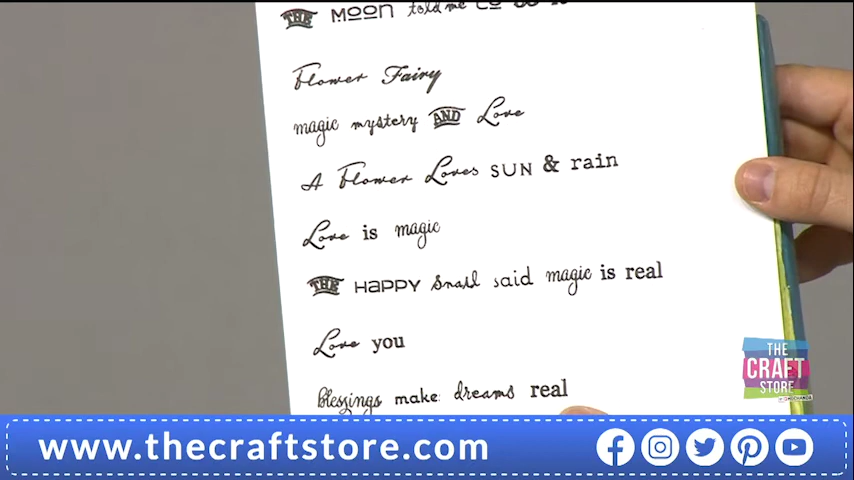 THE MOON told me to
Flower Fairy
magic mystery AND Love
A Flower Loves SUN & rain
Love is magic
THE HAPPY Snail said magic is real
Love you
blessings make dreams real
THE
CRAFT
STORE
www.thecraftstore.com